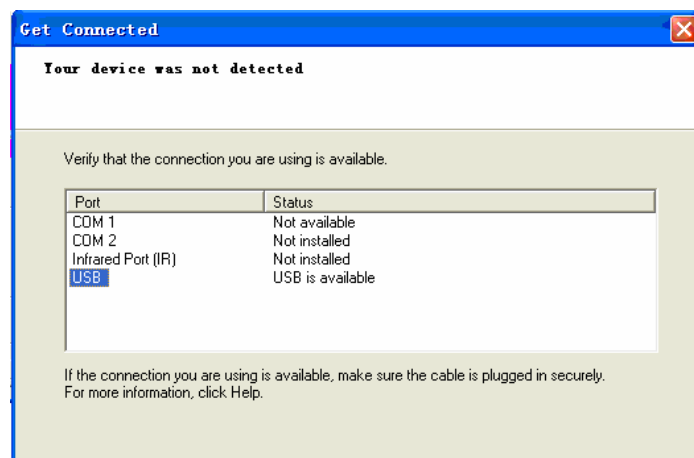 Get Connected
Your device was not detected
Verify that the connection you are using is available.
Port Status
COM 1 Not available
COM 2 Not installed
Infrared Port (IR) Not installed
USB USB is available
If the connection you are using is available, make sure the cable is plugged in securely.
For more information, click Help.